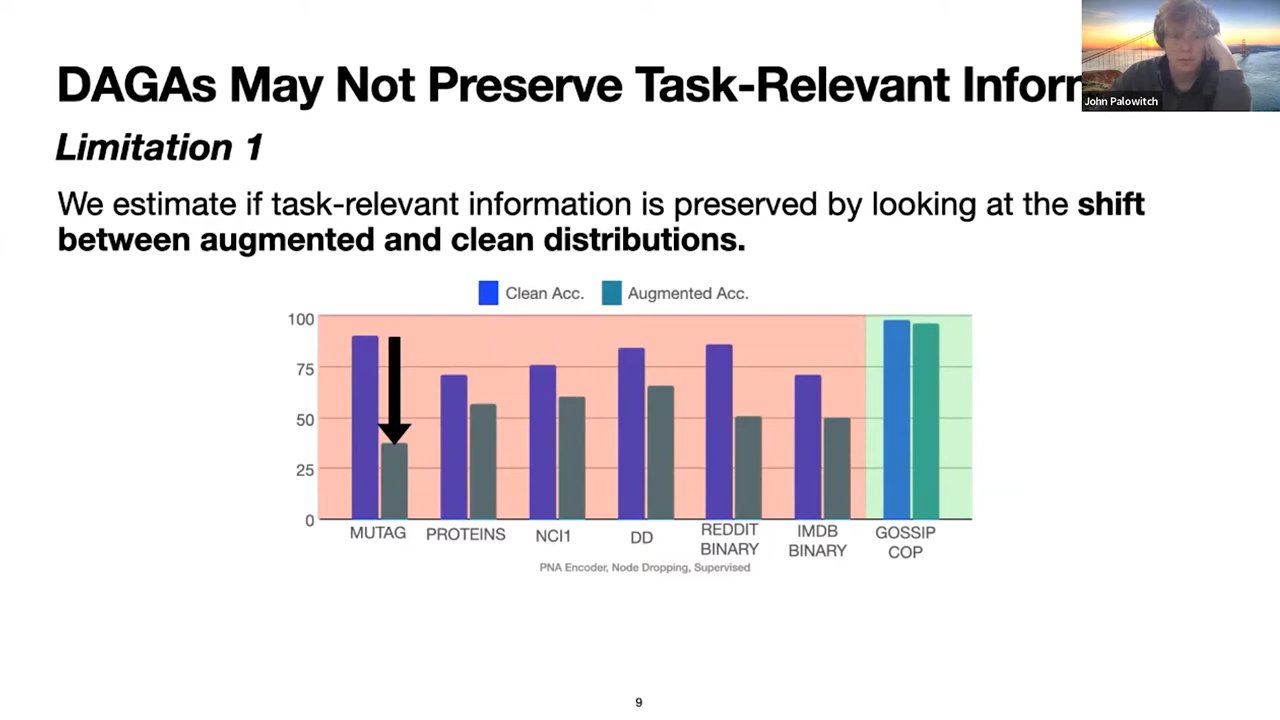 DAGAs May Not Preserve Task-Relevant Inform
John Palowitch
Limitation 1
We estimate if task-relevant information is preserved by looking at the shift
between augmented and clean distributions.
Clean Acc. Augmented Acc.
100
75
50
25
0
MUTAG PROTEINS NCI1 DD REDDIT BINARY IMDB BINARY GOSSIP COP
PNA Encoder, Node Dropping, Supervised
9